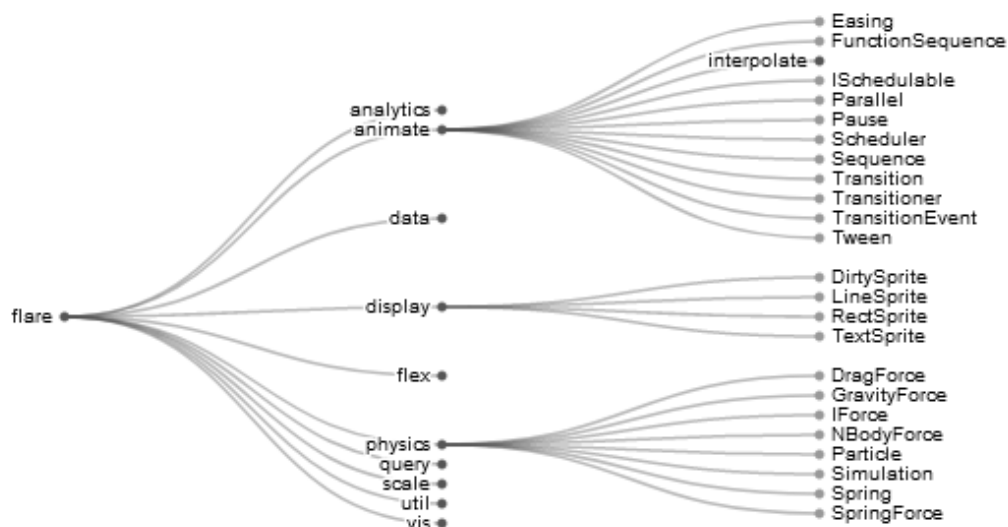 flare
analytics
animate
data
display
flex
physics
query
scale
util
vis
Easing
FunctionSequence
interpolate
ISchedulable
Parallel
Pause
Scheduler
Sequence
Transition
Transitioner
TransitionEvent
Tween
DirtySprite
LineSprite
RectSprite
TextSprite
DragForce
GravityForce
IForce
NBodyForce
Particle
Simulation
Spring
SpringForce